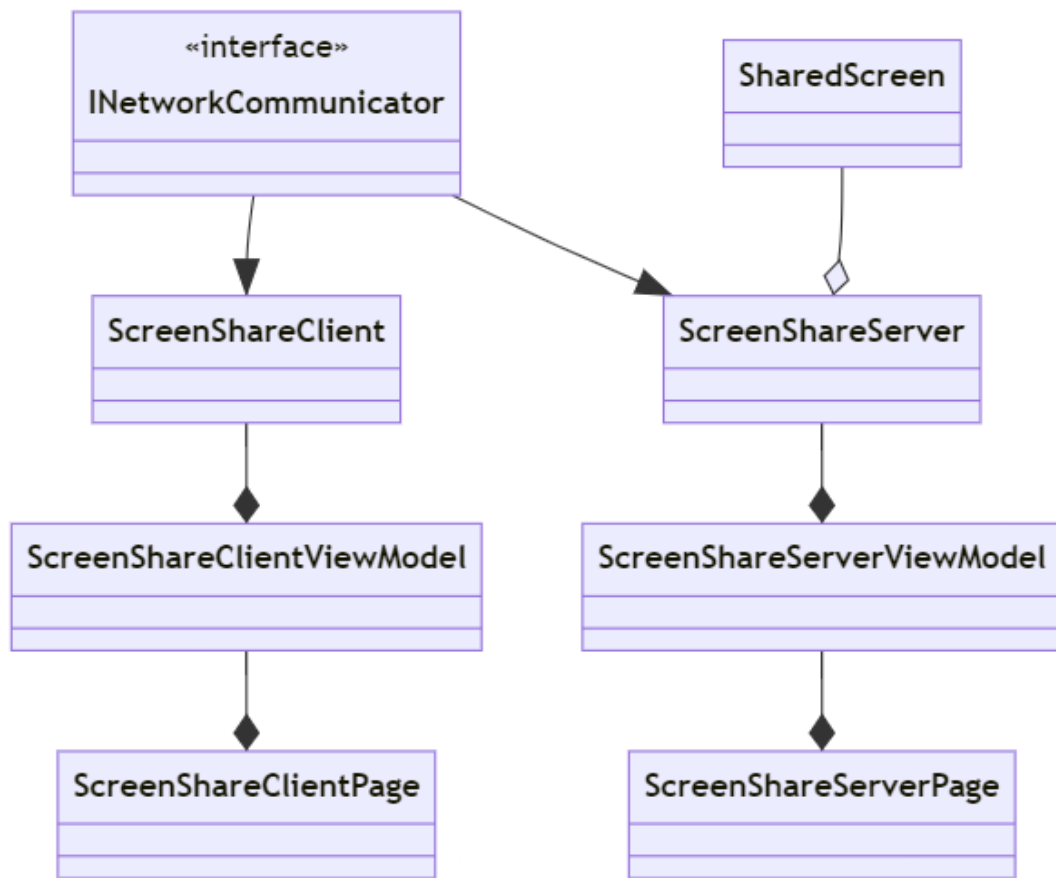 «interface»
INetworkCommunicator
SharedScreen
ScreenShareClient
ScreenShareServer
ScreenShareClientViewModel
ScreenShareServerViewModel
ScreenShareClientPage
ScreenShareServerPage